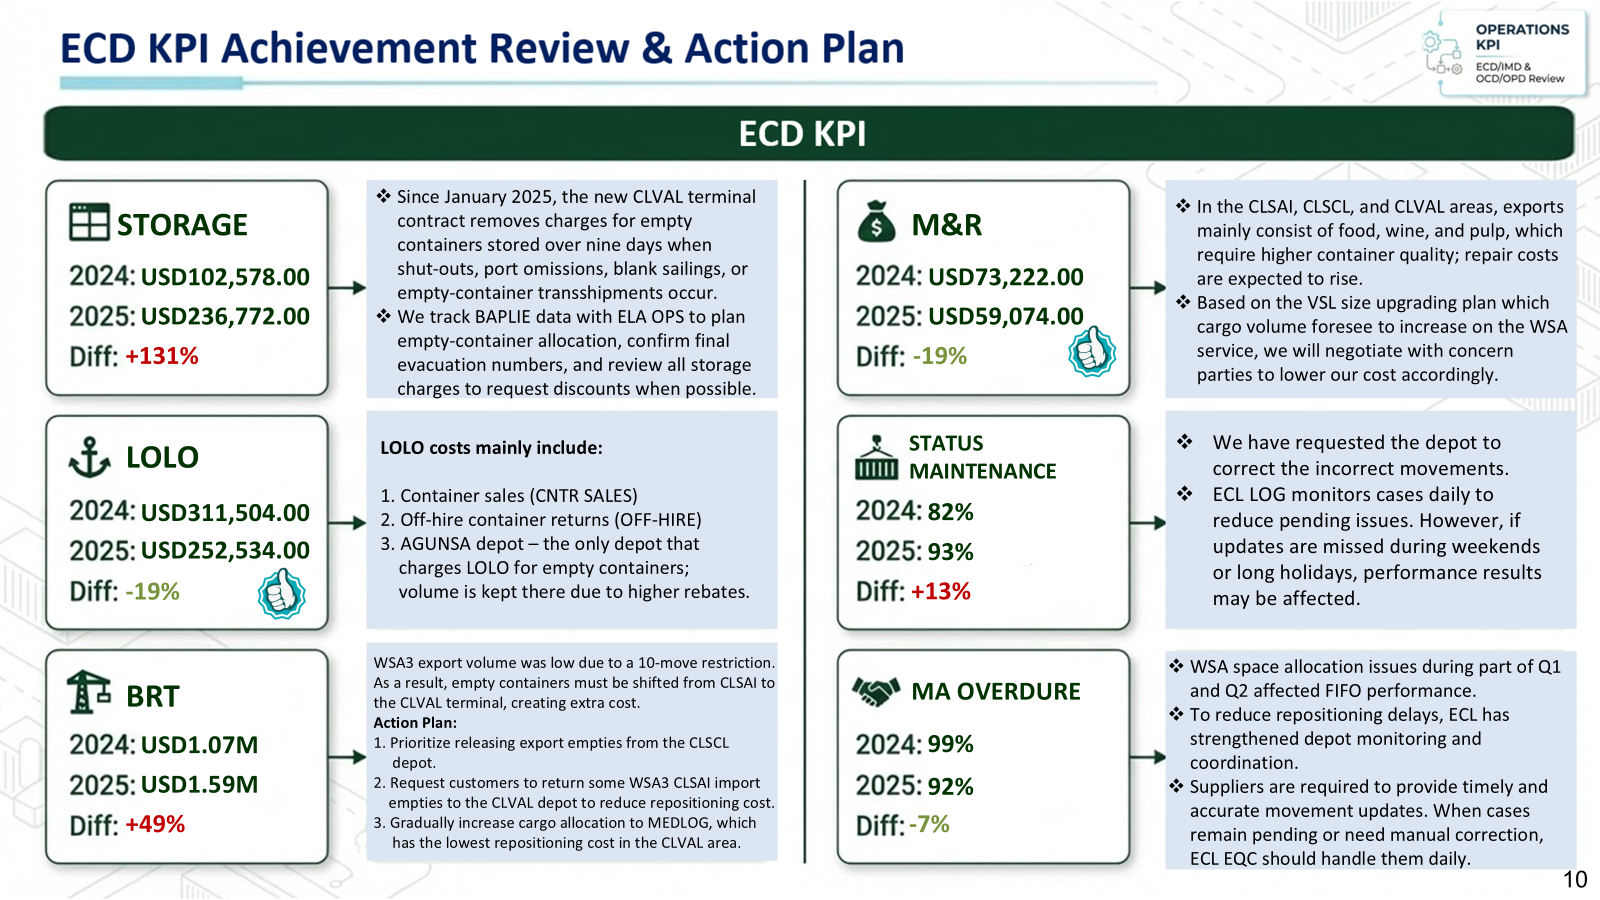 ECD KPI Achievement Review & Action Plan
OPERATIONS
KPI
ECD/IMD &
OCD/OPD Review
ECD KPI
STORAGE
2024: USD102,578.00
2025: USD236,772.00
Diff: +131%
❖ Since January 2025, the new CLVAL terminal
contract removes charges for empty
containers stored over nine days when
shut-outs, port omissions, blank sailings, or
empty-container transshipments occur.
❖ We track BAPLIE data with ELA OPS to plan
empty-container allocation, confirm final
evacuation numbers, and review all storage
charges to request discounts when possible.
LOLO
2024: USD311,504.00
2025: USD252,534.00
Diff: -19%
LOLO costs mainly include:
1. Container sales (CNTR SALES)
2. Off-hire container returns (OFF-HIRE)
3. AGUNSA depot – the only depot that
charges LOLO for empty containers;
volume is kept there due to higher rebates.
BRT
2024: USD1.07M
2025: USD1.59M
Diff: +49%
WSA3 export volume was low due to a 10-move restriction.
As a result, empty containers must be shifted from CLSAI to
the CLVAL terminal, creating extra cost.
Action Plan:
1. Prioritize releasing export empties from the CLSCL
depot.
2. Request customers to return some WSA3 CLSAI import
empties to the CLVAL depot to reduce repositioning cost.
3. Gradually increase cargo allocation to MEDLOG, which
has the lowest repositioning cost in the CLVAL area.
M&R
2024: USD73,222.00
2025: USD59,074.00
Diff: -19%
❖ In the CLSAI, CLSCL, and CLVAL areas, exports
mainly consist of food, wine, and pulp, which
require higher container quality; repair costs
are expected to rise.
❖ Based on the VSL size upgrading plan which
cargo volume foresee to increase on the WSA
service, we will negotiate with concern
parties to lower our cost accordingly.
STATUS
MAINTENANCE
2024: 82%
2025: 93%
Diff: +13%
❖ We have requested the depot to
correct the incorrect movements.
❖ ECL LOG monitors cases daily to
reduce pending issues. However, if
updates are missed during weekends
or long holidays, performance results
may be affected.
MA OVERDURE
2024: 99%
2025: 92%
Diff: -7%
❖ WSA space allocation issues during part of Q1
and Q2 affected FIFO performance.
❖ To reduce repositioning delays, ECL has
strengthened depot monitoring and
coordination.
❖ Suppliers are required to provide timely and
accurate movement updates. When cases
remain pending or need manual correction,
ECL EQC should handle them daily.
10